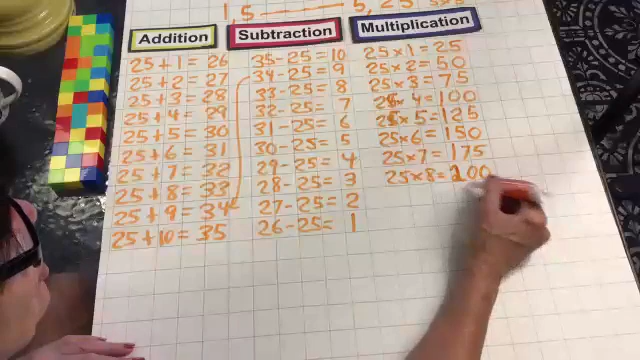 1,5 5, 25
Addition Subtraction Multiplication
25 + 1 = 26 35 - 25 = 10 25 x 1 = 25
25 + 2 = 27 34 - 25 = 9 25 x 2 = 50
25 + 3 = 28 33 - 25 = 8 25 x 3 = 75
25 + 4 = 29 32 - 25 = 7 25 x 4 = 100
25 + 5 = 30 31 - 25 = 6 25 x 5 = 125
25 + 6 = 31 30 - 25 = 5 25 x 6 = 150
25 + 7 = 32 29 - 25 = 4 25 x 7 = 175
25 + 8 = 33 28 - 25 = 3 25 x 8 = 200
25 + 9 = 34 27 - 25 = 2
25 + 10 = 35 26 - 25 = 1